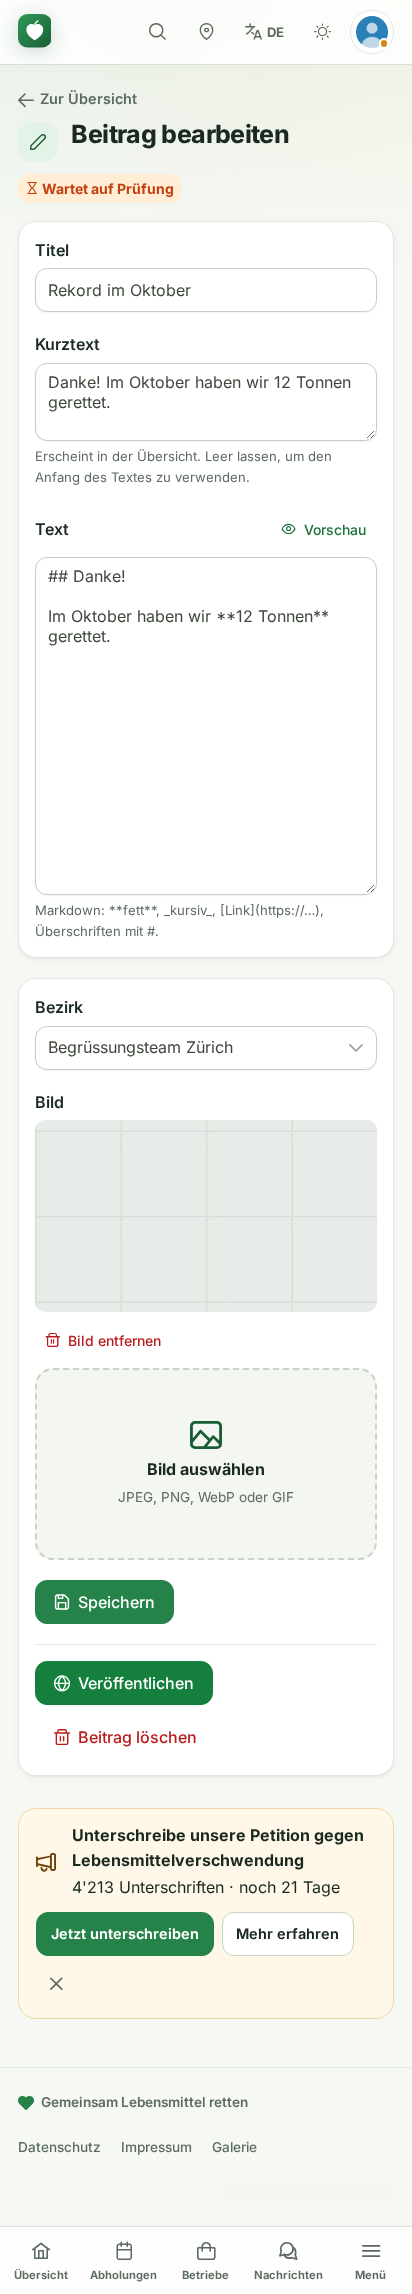 DE
Zur Übersicht
Beitrag bearbeiten
Wartet auf Prüfung
Titel
Rekord im Oktober
Kurztext
Danke! Im Oktober haben wir 12 Tonnen
gerettet.
Erscheint in der Übersicht. Leer lassen, um den
Anfang des Textes zu verwenden.
Text
Vorschau
## Danke!
Im Oktober haben wir **12 Tonnen**
gerettet.
Markdown: **fett**, _kursiv_, [Link](https://…),
Überschriften mit #.
Bezirk
Begrüssungsteam Zürich
Bild
Bild entfernen
Bild auswählen
JPEG, PNG, WebP oder GIF
Speichern
Veröffentlichen
Beitrag löschen
Unterschreibe unsere Petition gegen
Lebensmittelverschwendung
4'213 Unterschriften · noch 21 Tage
Jetzt unterschreiben
Mehr erfahren
Gemeinsam Lebensmittel retten
Datenschutz Impressum Galerie
Übersicht Abholungen Betriebe Nachrichten Menü